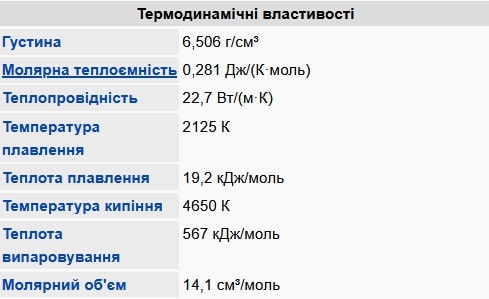 Термодинамічні властивості
Густина 6,506 г/см³
Молярна теплоємність 0,281 Дж/(К·моль)
Теплопровідність 22,7 Вт/(м·К)
Температура 2125 К
плавлення
Теплота плавлення 19,2 кДж/моль
Температура кипіння 4650 К
Теплота 567 кДж/моль
випаровування
Молярний об'єм 14,1 см³/моль